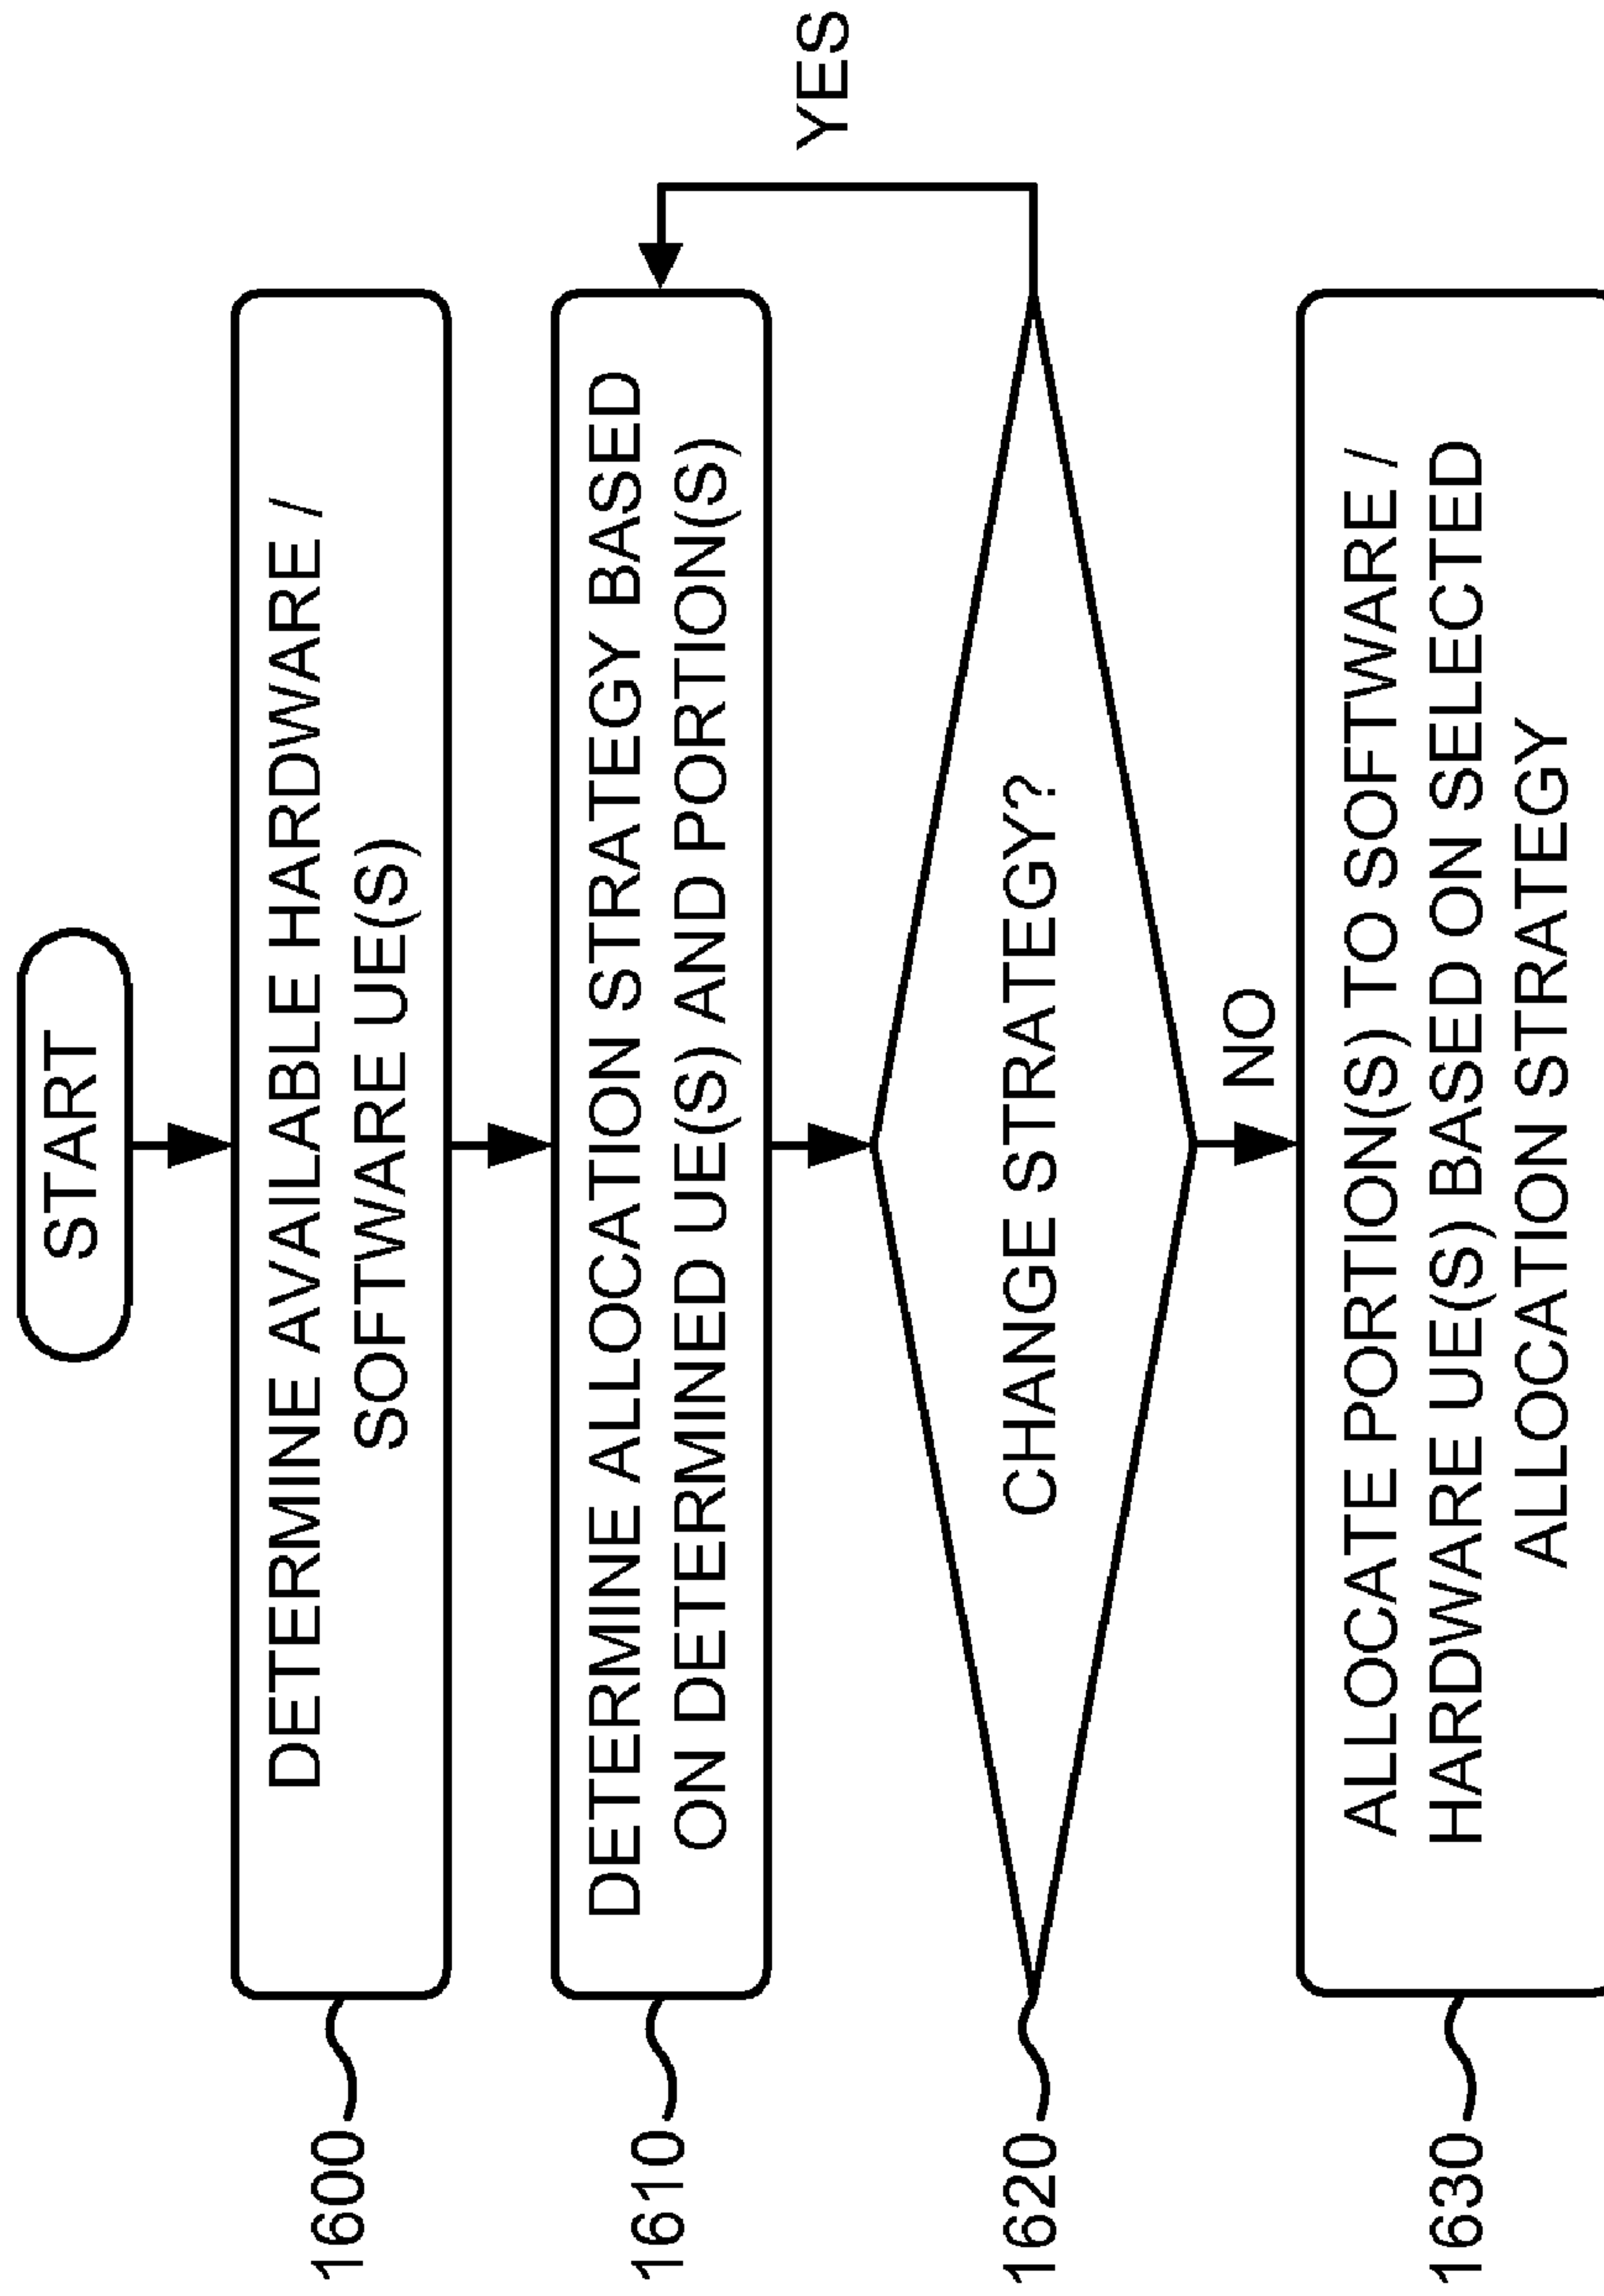 START
1600
DETERMINE AVAILABLE HARDWARE /
SOFTWARE UE(S)
1610
DETERMINE ALLOCATION STRATEGY BASED
ON DETERMINED UE(S) AND PORTION(S)
YES
1620
CHANGE STRATEGY?
NO
1630
ALLOCATE PORTION(S) TO SOFTWARE /
HARDWARE UE(S) BASED ON SELECTED
ALLOCATION STRATEGY